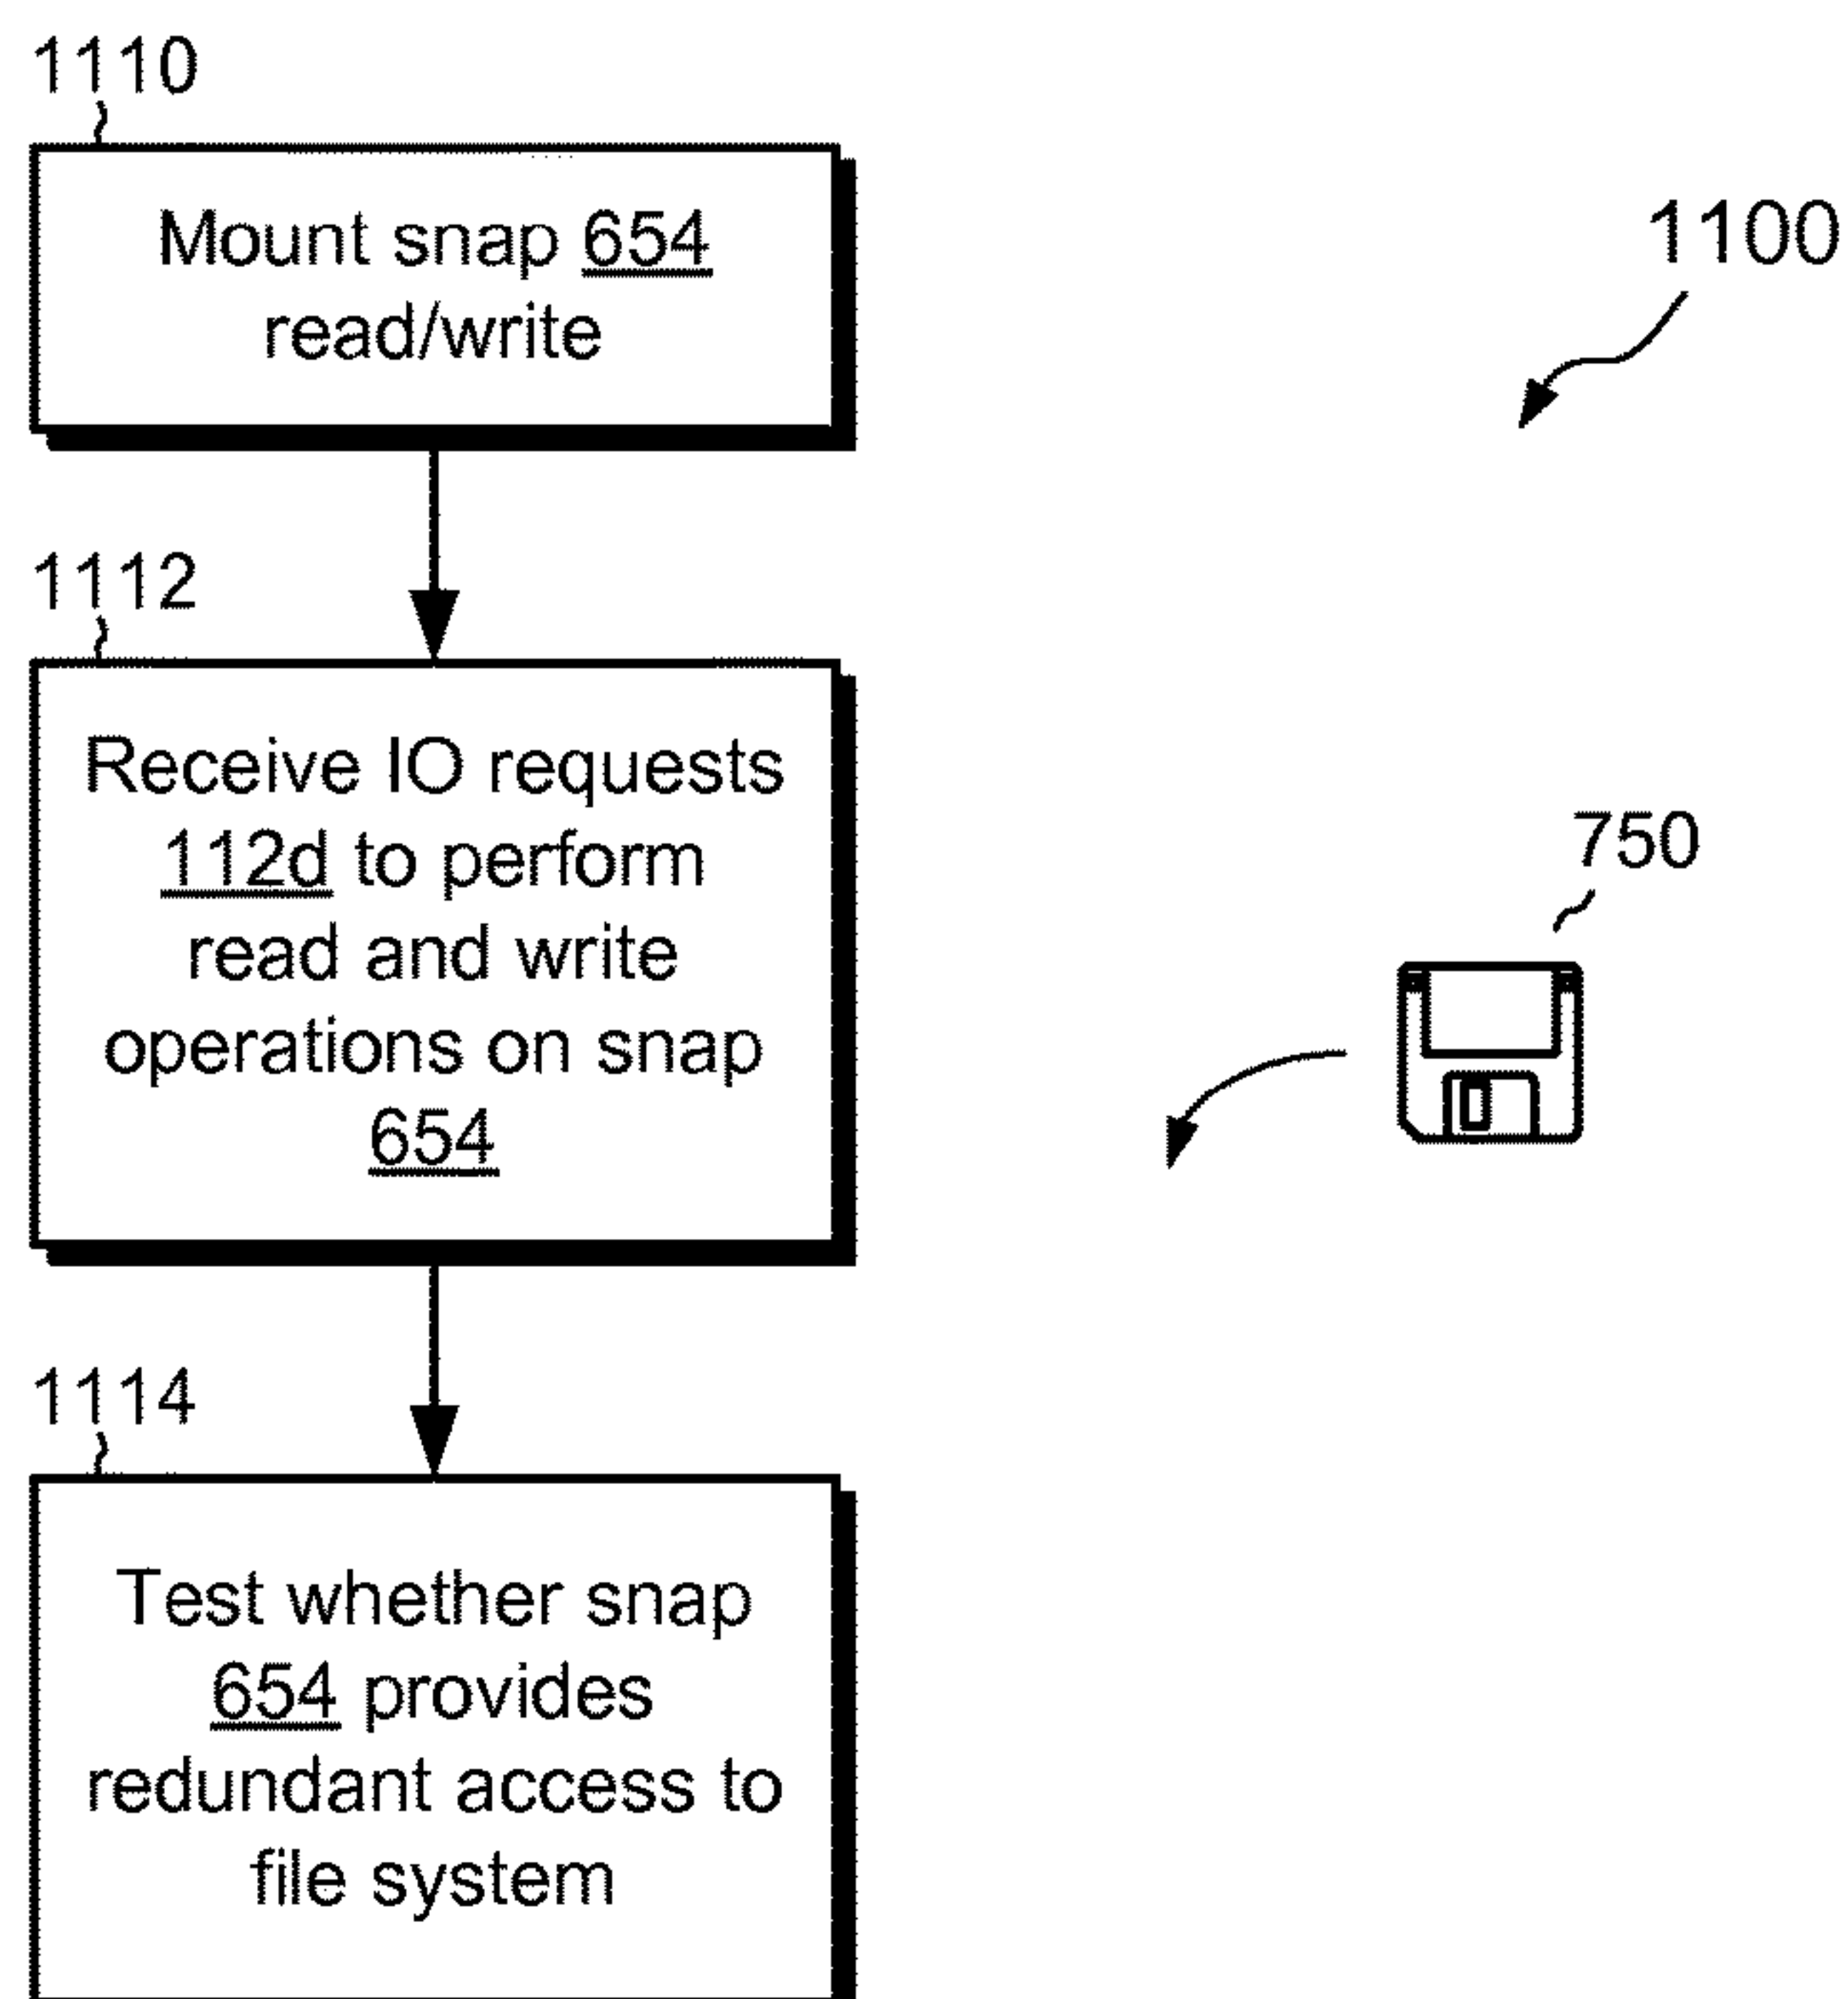 1110
Mount snap 654
read/write
1100
1112
Receive IO requests
112d to perform
read and write
operations on snap
654
750
1114
Test whether snap
654 provides
redundant access to
file system